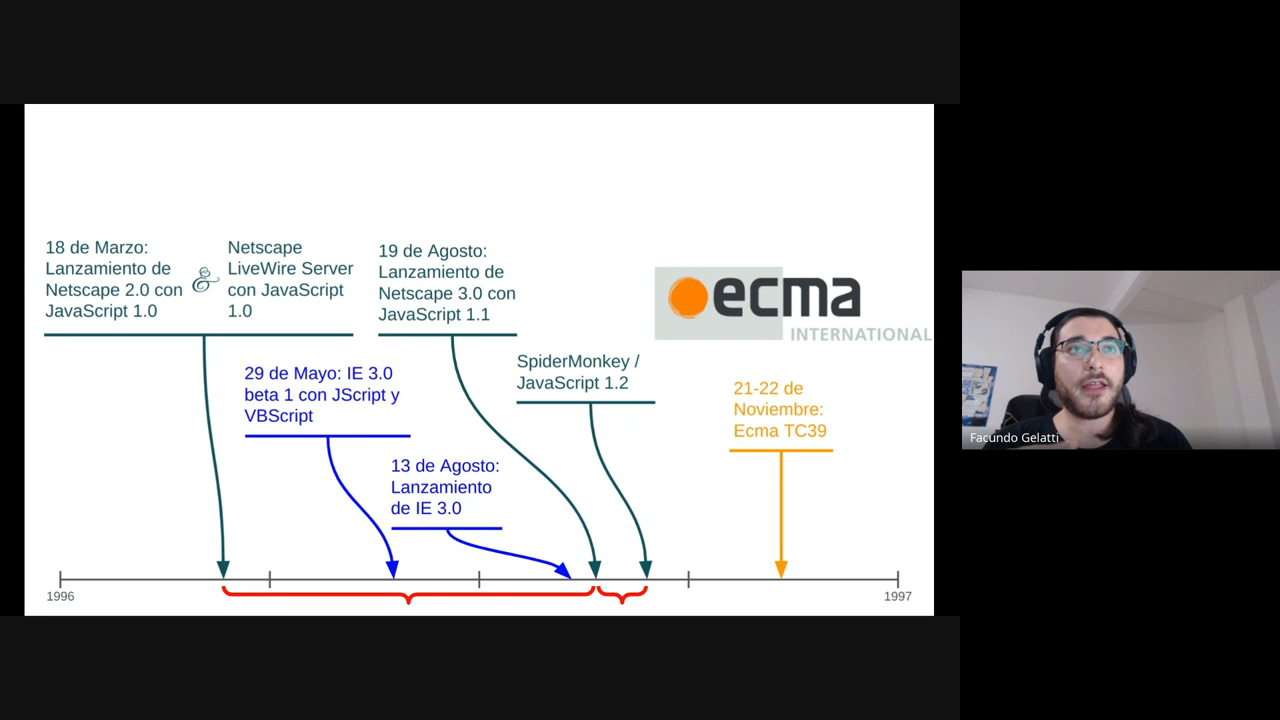 18 de Marzo:
Lanzamiento de
Netscape 2.0 con
JavaScript 1.0
&
Netscape
LiveWire Server
con JavaScript
1.0
19 de Agosto:
Lanzamiento de
Netscape 3.0 con
JavaScript 1.1
ecma
INTERNATIONAL
SpiderMonkey /
JavaScript 1.2
29 de Mayo: IE 3.0
beta 1 con JScript y
VBScript
21-22 de
Noviembre:
Ecma TC39
13 de Agosto:
Lanzamiento
de IE 3.0
1996
1997
Facundo Gelatti